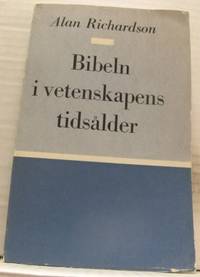 Alan Richardson
Bibeln
i vetenskapens
tidsålder